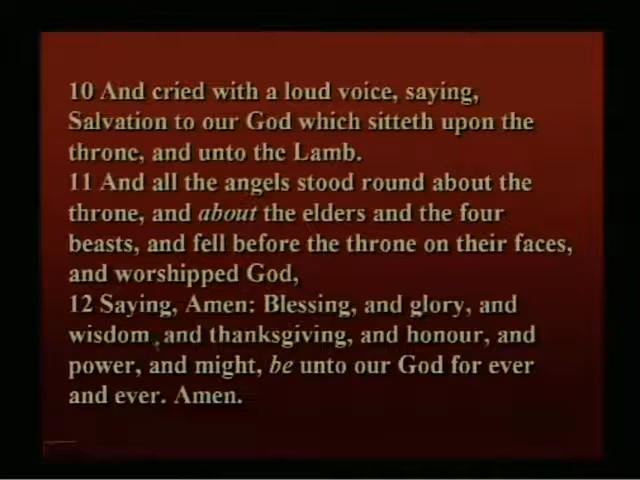 10 And cried with a loud voice, saying,
Salvation to our God which sitteth upon the
throne, and unto the Lamb.
11 And all the angels stood round about the
throne, and about the elders and the four
beasts, and fell before the throne on their faces,
and worshipped God,
12 Saying, Amen: Blessing, and glory, and
wisdom, and thanksgiving, and honour, and
power, and might, be unto our God for ever
and ever. Amen.